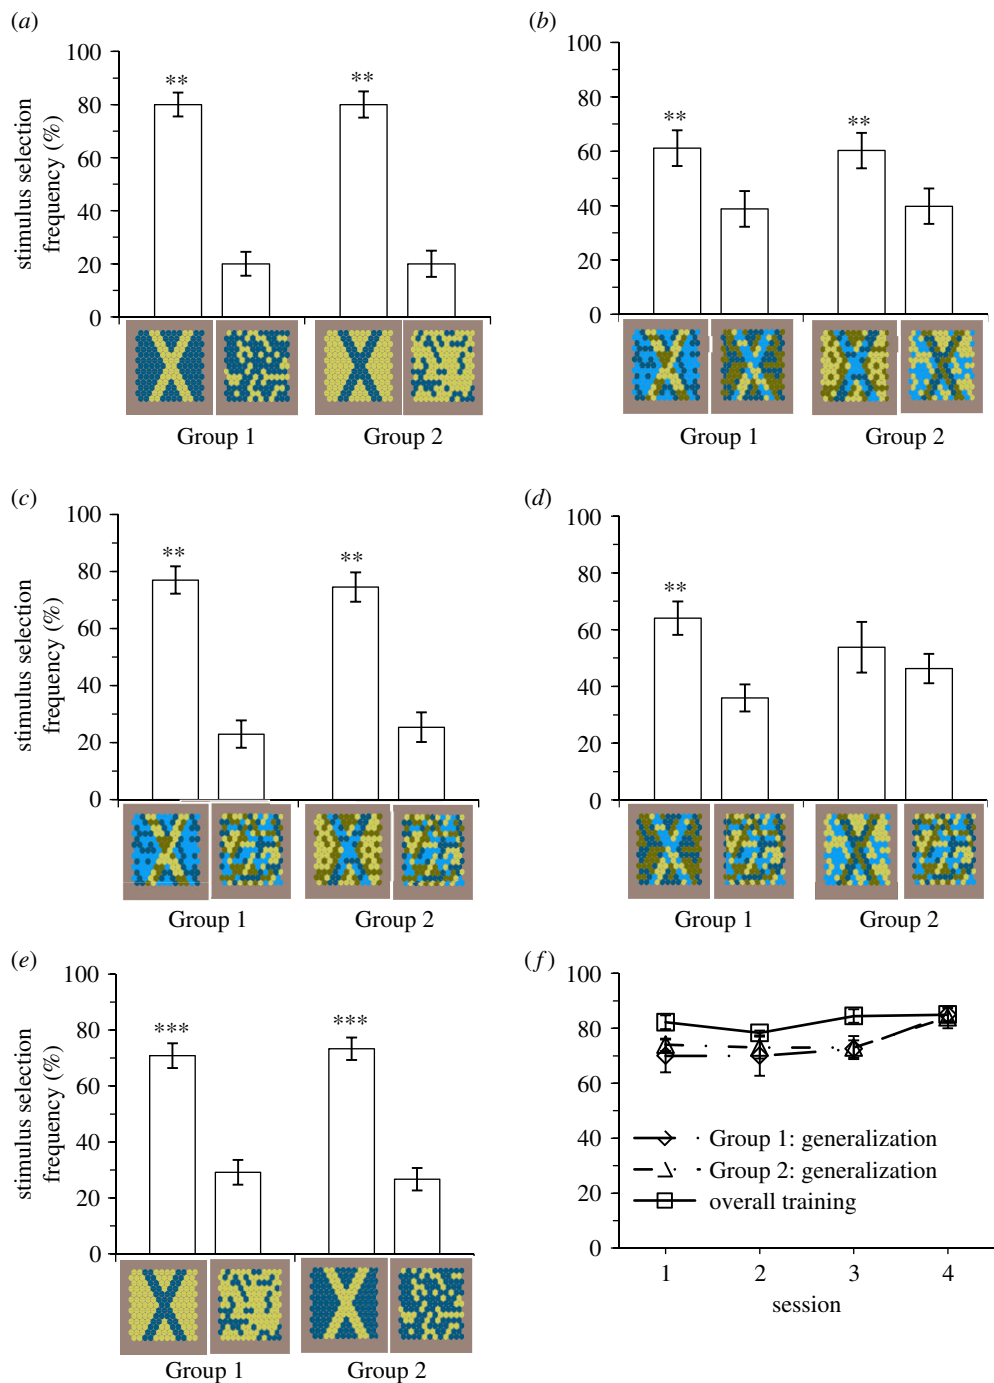 (a)
stimulus selection
frequency (%)
100
80
60
40
20
0
**
**
Group 1
Group 2
(b)
100
80
60
40
20
0
**
**
Group 1
Group 2
(c)
stimulus selection
frequency (%)
100
80
60
40
20
0
**
**
Group 1
Group 2
(d)
100
80
60
40
20
0
**
Group 1
Group 2
(e)
stimulus selection
frequency (%)
100
80
60
40
20
0
***
***
Group 1
Group 2
(f)
100
80
60
40
20
0
Group 1: generalization
Group 2: generalization
overall training
1 2 3 4
session